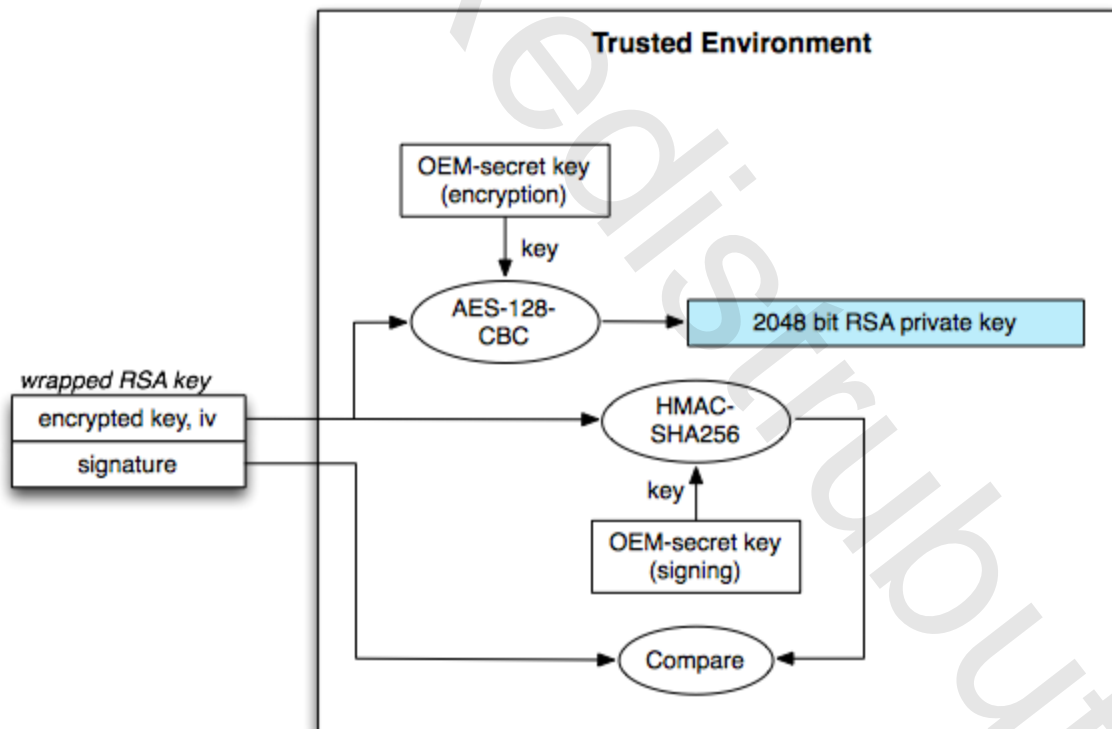 Trusted Environment
OEM-secret key
(encryption)
key
AES-128-
CBC
2048 bit RSA private key
wrapped RSA key
encrypted key, iv
signature
HMAC-
SHA256
key
OEM-secret key
(signing)
Compare